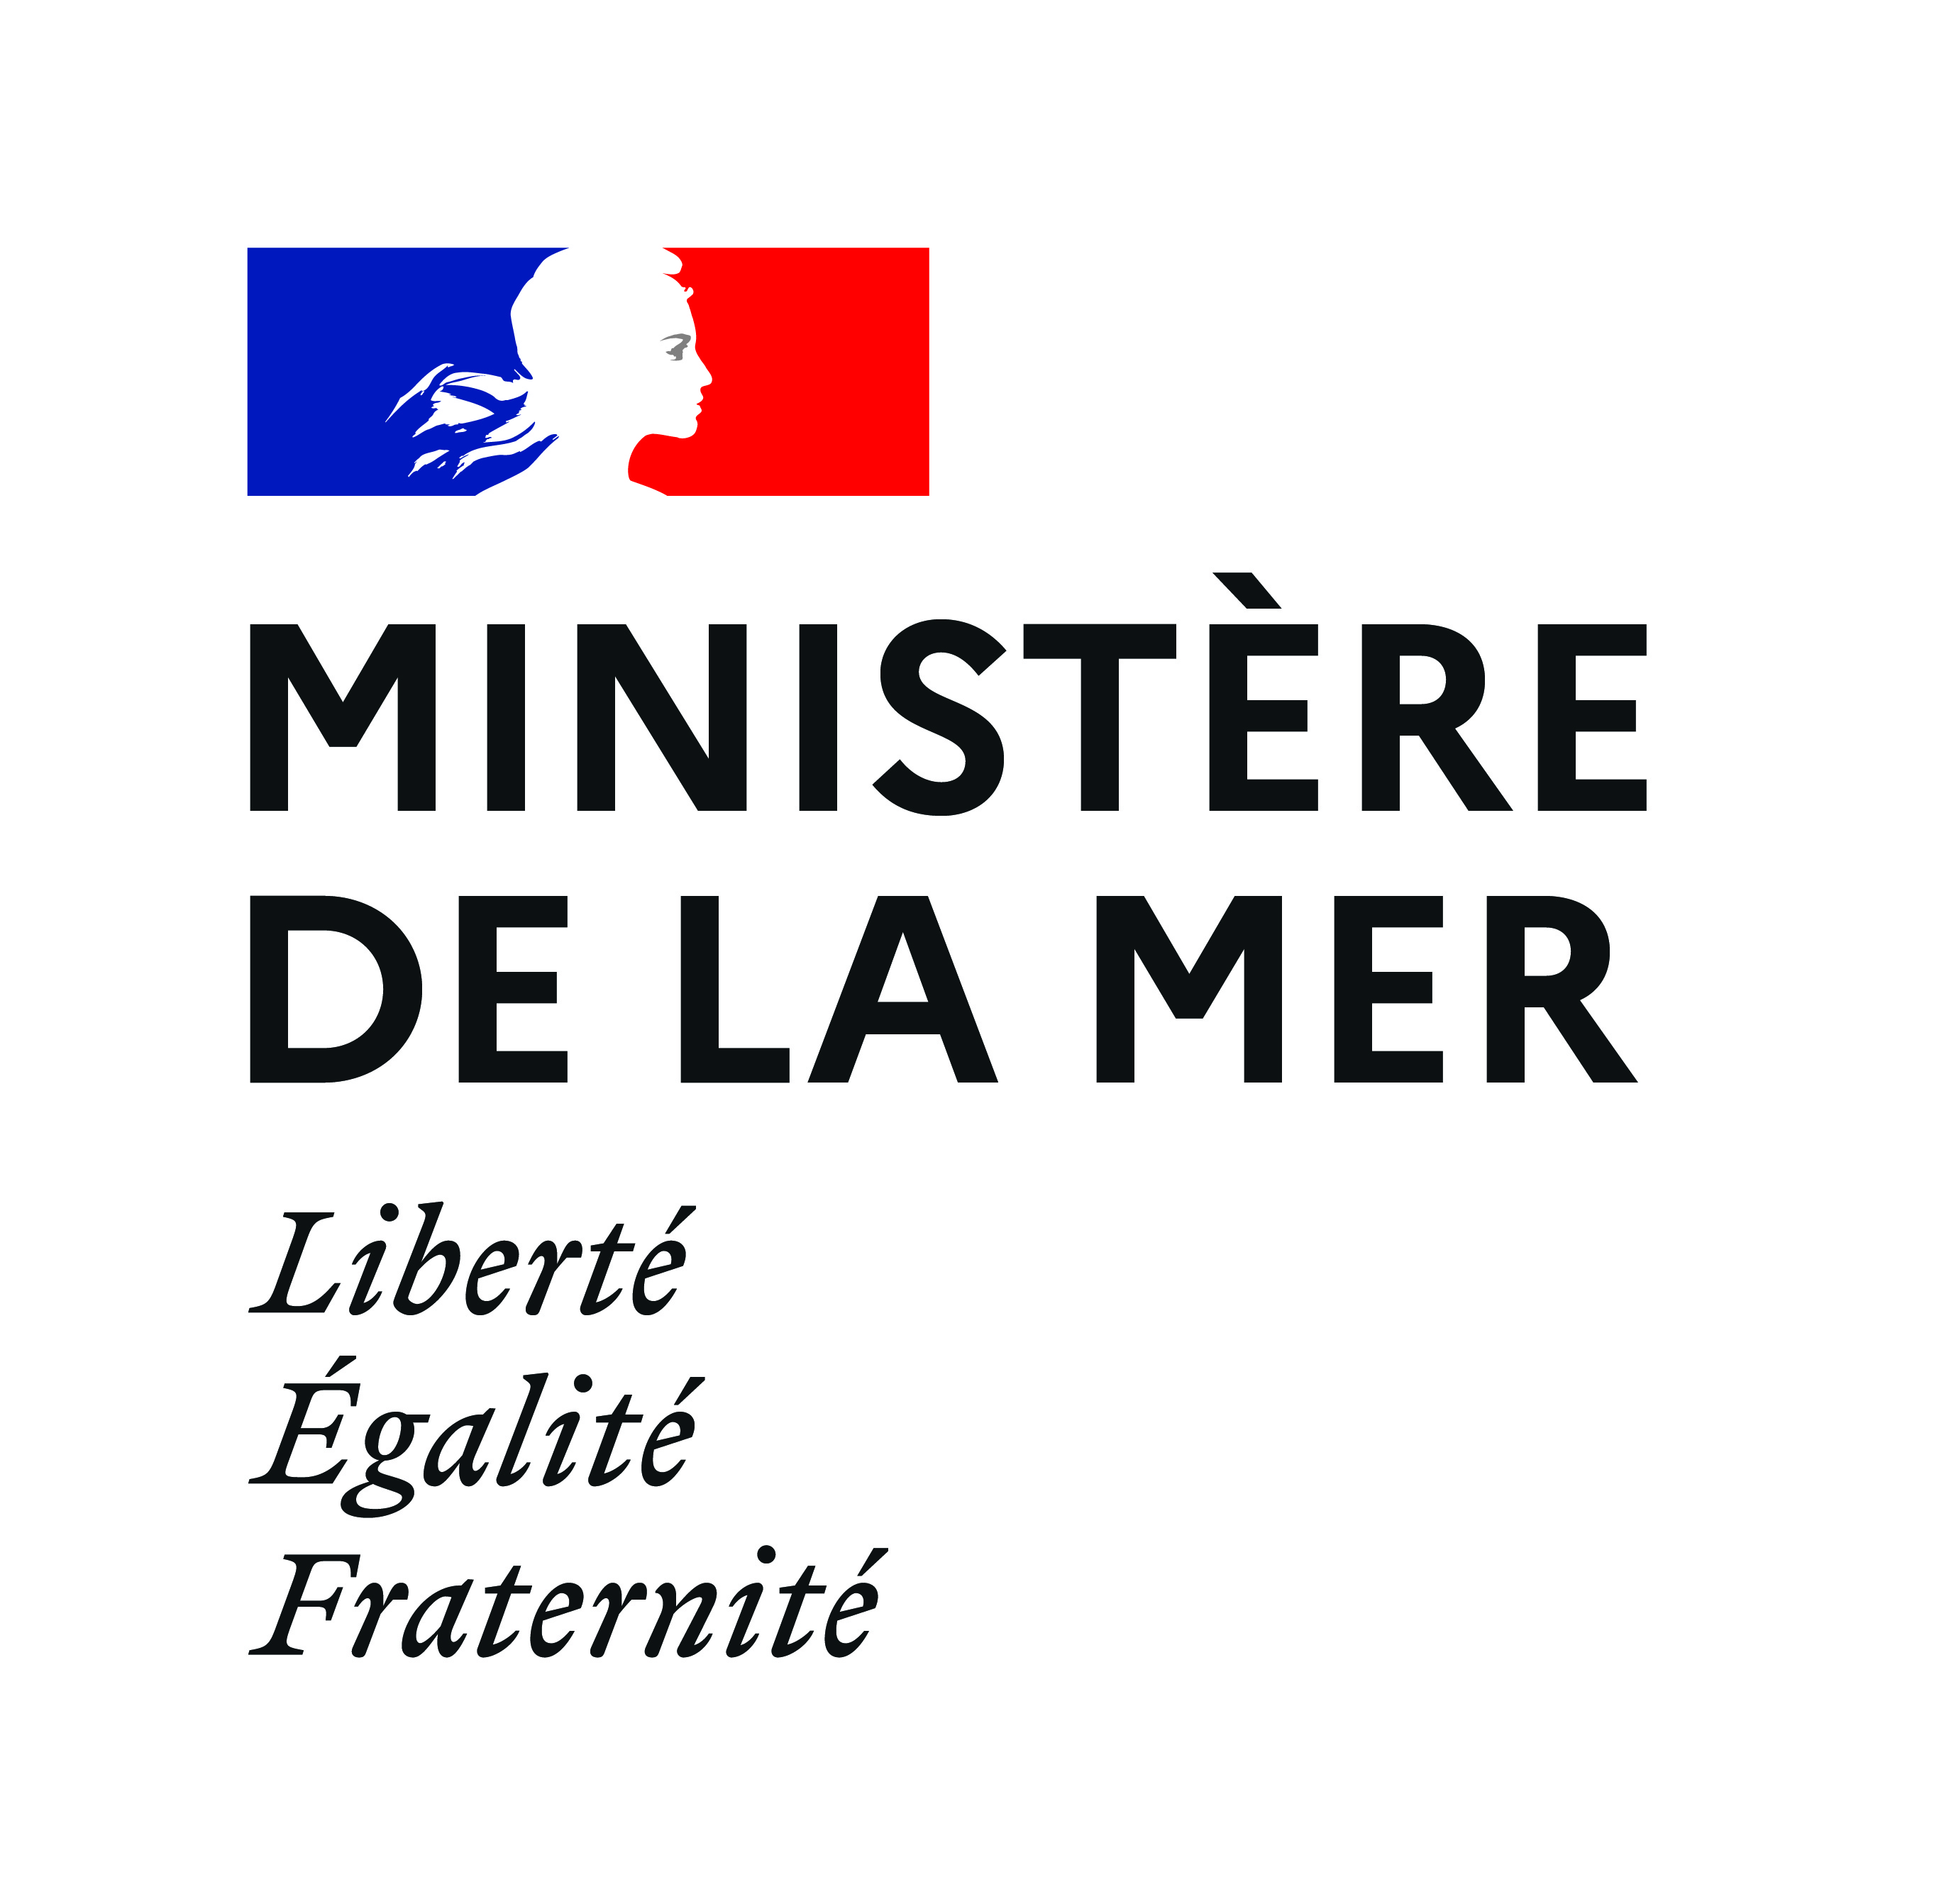 MINISTÈRE
DE LA MER
Liberté
Égalité
Fraternité